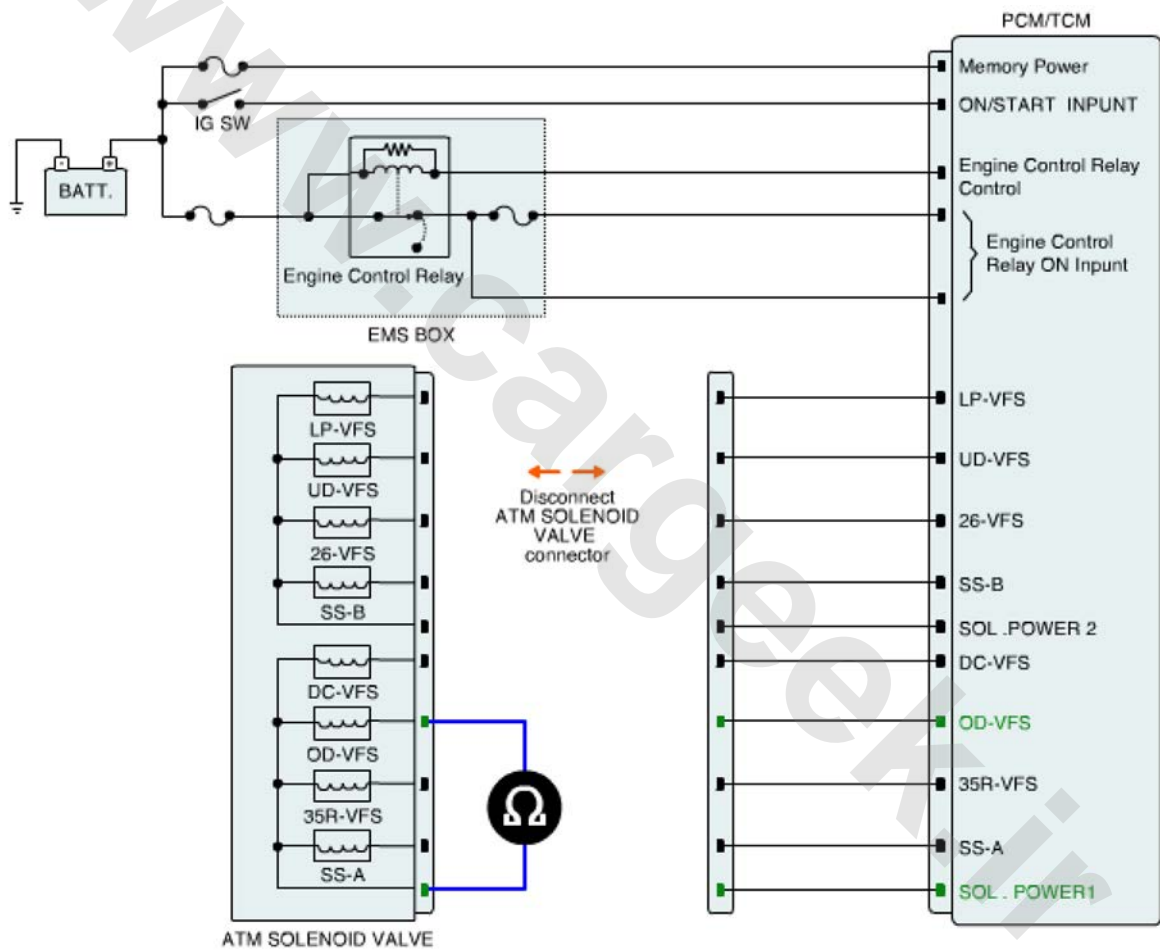 PCM/TCM
Memory Power
ON/START INPUNT
IG SW
- +
BATT.
Engine Control Relay
Control
Engine Control
Relay ON Inpunt
Engine Control Relay
EMS BOX
LP-VFS
UD-VFS
26-VFS
SS-B
DC-VFS
OD-VFS
35R-VFS
SS-A
ATM SOLENOID VALVE
Disconnect
ATM SOLENOID
VALVE
connector
Ω
LP-VFS
UD-VFS
26-VFS
SS-B
SOL .POWER 2
DC-VFS
OD-VFS
35R-VFS
SS-A
SOL . POWER1
www.cargeek.ir